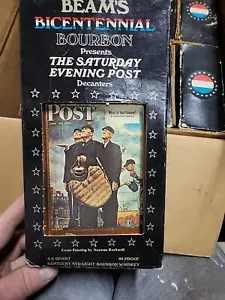 BEAM'S
BICENTENNIAL
BOURBON
Presents
THE SATURDAY
EVENING POST
Decanters
POST
Cover Painting by Norman Rockwell
4/5 QUART
80 PROOF
KENTUCKY STRAIGHT BOURBON WHISKEY